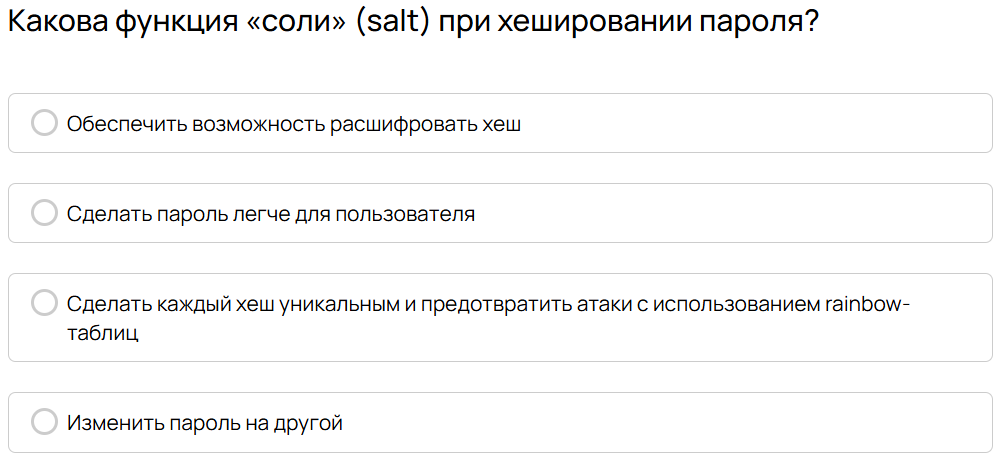 Какова функция «соли» (salt) при хешировании пароля?
Обеспечить возможность расшифровать хеш
Сделать пароль легче для пользователя
Сделать каждый хеш уникальным и предотвратить атаки с использованием rainbow-
таблиц
Изменить пароль на другой